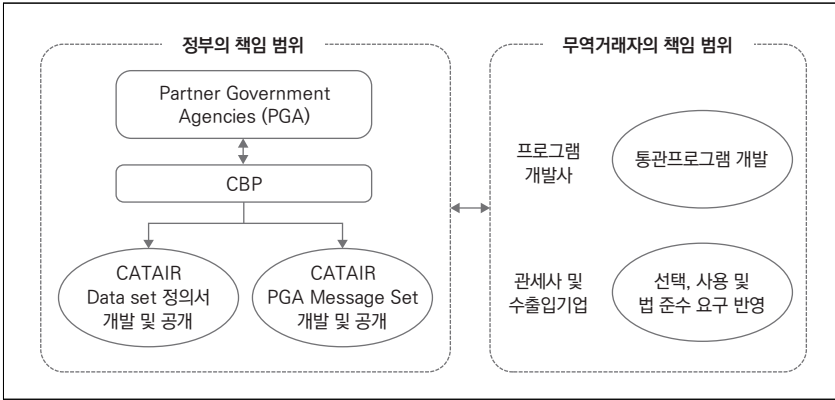 정부의 책임 범위
Partner Government
Agencies (PGA)
CBP
CATAIR
Data set 정의서
개발 및 공개
CATAIR
PGA Message Set
개발 및 공개
무역거래자의 책임 범위
프로그램
개발사
통관프로그램 개발
관세사 및
수출입기업
선택, 사용 및
법 준수 요구 반영